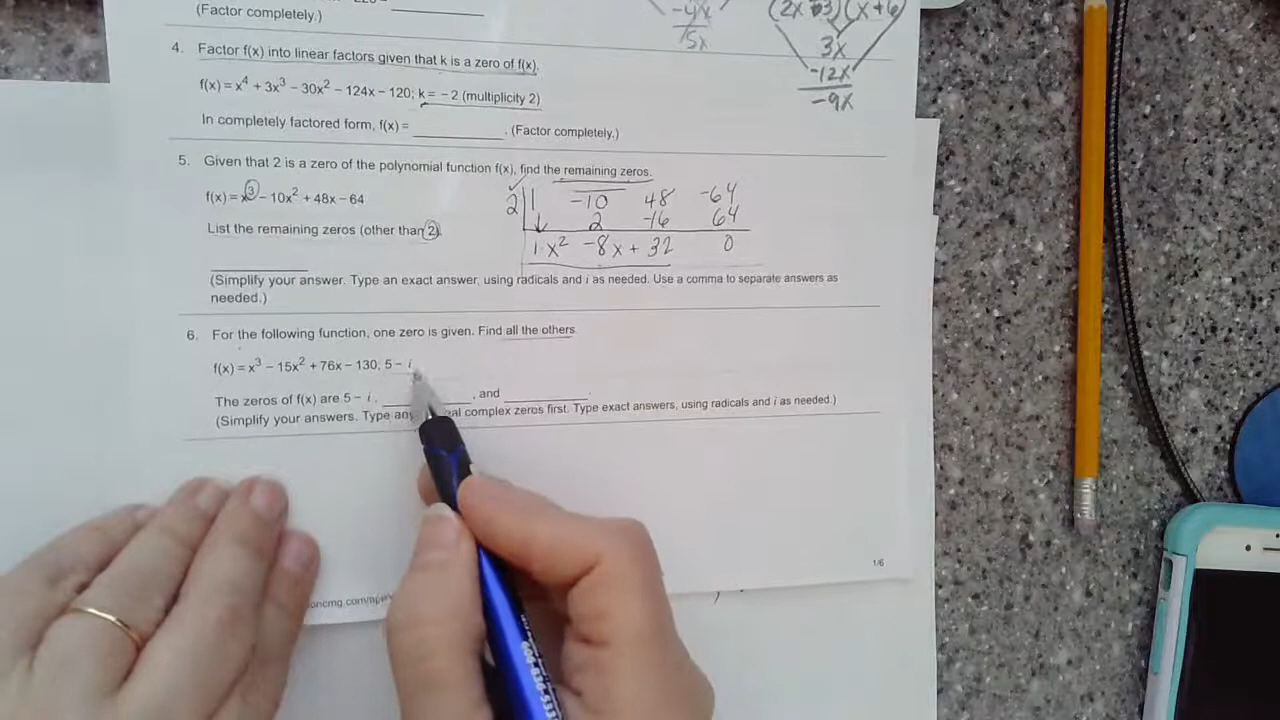 (Factor completely.)
-4x
15x
(2x+3)(x+6)
3x
-12x
-9x
4. Factor f(x) into linear factors given that k is a zero of f(x).
f(x) = x⁴ + 3x³ − 30x² − 124x − 120; k = − 2 (multiplicity 2)
In completely factored form, f(x) = ________ . (Factor completely.)
5. Given that 2 is a zero of the polynomial function f(x), find the remaining zeros.
f(x) = x³ − 10x² + 48x − 64
List the remaining zeros (other than 2).
2 | 1 -10 48 -64
2 -16 64
1x² -8x + 32 0
(Simplify your answer. Type an exact answer, using radicals and i as needed. Use a comma to separate answers as
needed.)
6. For the following function, one zero is given. Find all the others.
f(x) = x³ − 15x² + 76x − 130; 5 − i
The zeros of f(x) are 5 − i, ________ , and ________ .
(Simplify your answers. Type any complex zeros first. Type exact answers, using radicals and i as needed.)
1/6